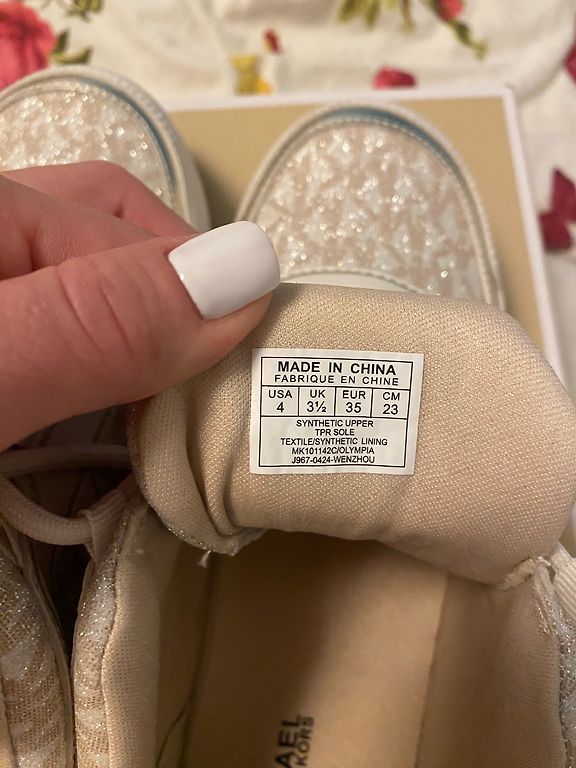 MADE IN CHINA
FABRIQUE EN CHINE
USA UK EUR CM
4 3½ 35 23
SYNTHETIC UPPER
TPR SOLE
TEXTILE/SYNTHETIC LINING
MK101142C/OLYMPIA
J967-0424-WENZHOU
AEL
KORS